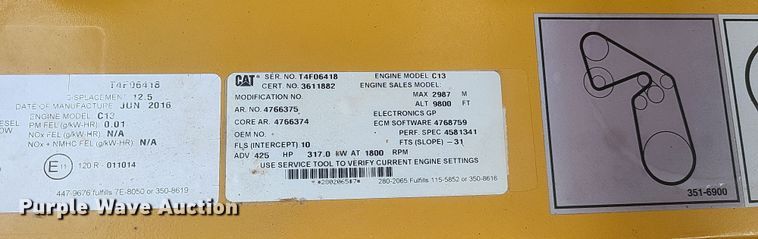 T4F06418
DISPLACEMENT 12.5
DATE OF MANUFACTURE JUN 2016
ENGINE MODEL C13
DIESEL
PM FEL (g/kW-HR) 0.01
NOx FEL (g/kW-HR) N/A
NOx + NMHC FEL (g/kW-HR) N/A
E 11 120 R - 011014
447-9676 fulfills 7E-8050 or 350-8619
CAT SER. NO. T4F06418 ENGINE MODEL C13
CERT. NO. 3611882 ENGINE SALES MODEL:
MODIFICATION NO. MAX 2987 M
AR. NO. 4766375 ALT 9800 FT
CORE AR. 4766374 ELECTRONICS GP
ECM SOFTWARE 4768759
OEM NO. PERF. SPEC 4581341
FLS (INTERCEPT) 10 FTS (SLOPE) -31
ADV 425 HP 317.0 kW AT 1800 RPM
USE SERVICE TOOL TO VERIFY CURRENT ENGINE SETTINGS
280-2065 Fulfills 115-5852 or 350-8616
351-6900
Purple Wave Auction